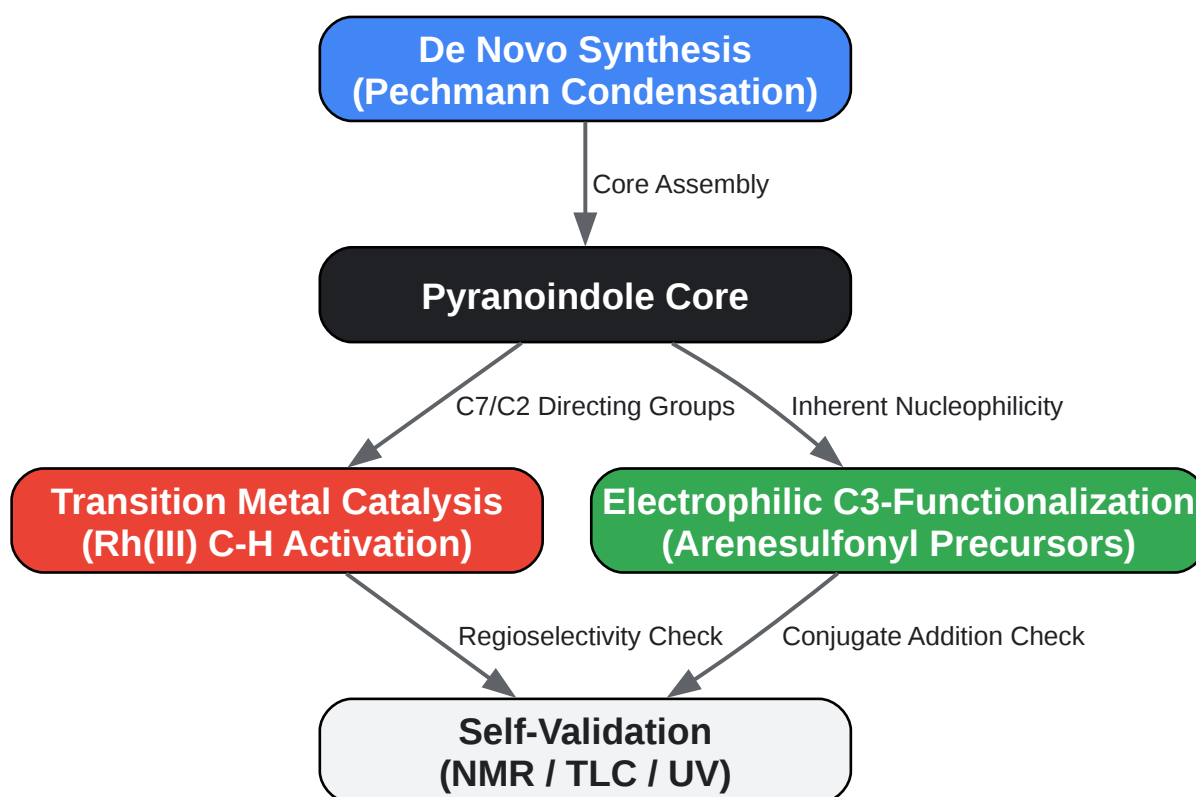 De Novo Synthesis
(Pechmann Condensation)
Core Assembly
Pyranoindole Core
C7/C2 Directing Groups
Inherent Nucleophilicity
Transition Metal Catalysis
(Rh(III) C-H Activation)
Electrophilic C3-Functionalization
(Arenesulfonyl Precursors)
Regioselectivity Check
Conjugate Addition Check
Self-Validation
(NMR / TLC / UV)